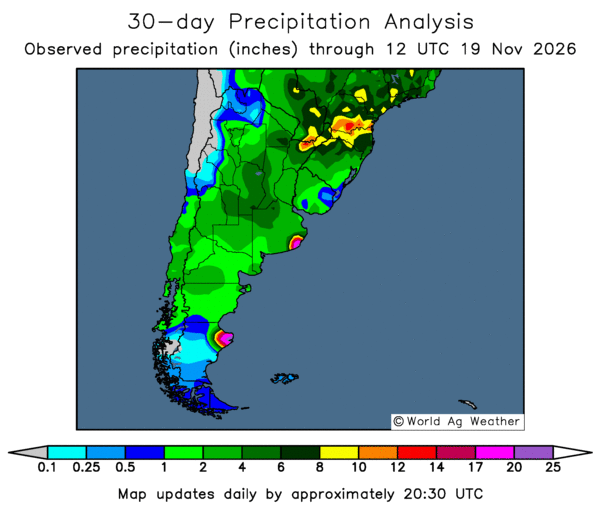 30-day Precipitation Analysis
Observed precipitation (inches) through 12 UTC 19 Nov 2026
© World Ag Weather
0.1 0.25 0.5 1 2 4 6 8 10 12 14 17 20 25
Map updates daily by approximately 20:30 UTC